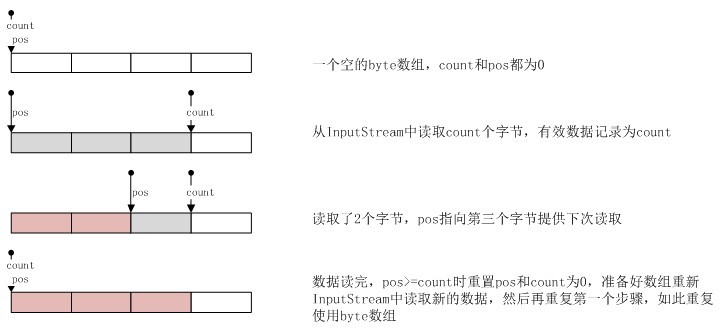 count
pos
一个空的byte数组，count和pos都为0
pos
count
从InputStream中读取count个字节，有效数据记录为count
pos
count
读取了2个字节，pos指向第三个字节提供下次读取
count
pos
数据读完，pos>=count时重置pos和count为0，准备好数组重新
InputStream中读取新的数据，然后再重复第一个步骤，如此重复
使用byte数组